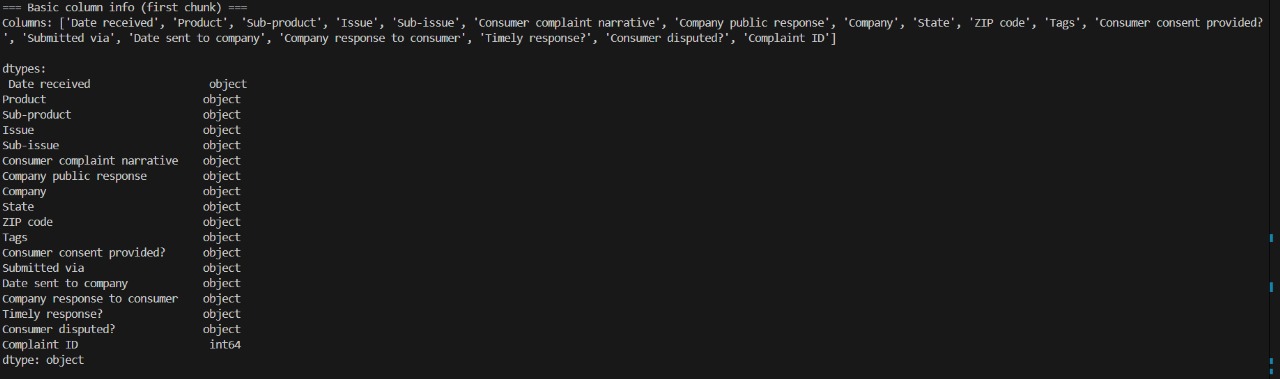 === Basic column info (first chunk) ===
Columns: ['Date received', 'Product', 'Sub-product', 'Issue', 'Sub-issue', 'Consumer complaint narrative', 'Company public response', 'Company', 'State', 'ZIP code', 'Tags', 'Consumer consent provided?
', 'Submitted via', 'Date sent to company', 'Company response to consumer', 'Timely response?', 'Consumer disputed?', 'Complaint ID']
dtypes:
Date received object
Product object
Sub-product object
Issue object
Sub-issue object
Consumer complaint narrative object
Company public response object
Company object
State object
ZIP code object
Tags object
Consumer consent provided? object
Submitted via object
Date sent to company object
Company response to consumer object
Timely response? object
Consumer disputed? object
Complaint ID int64
dtype: object